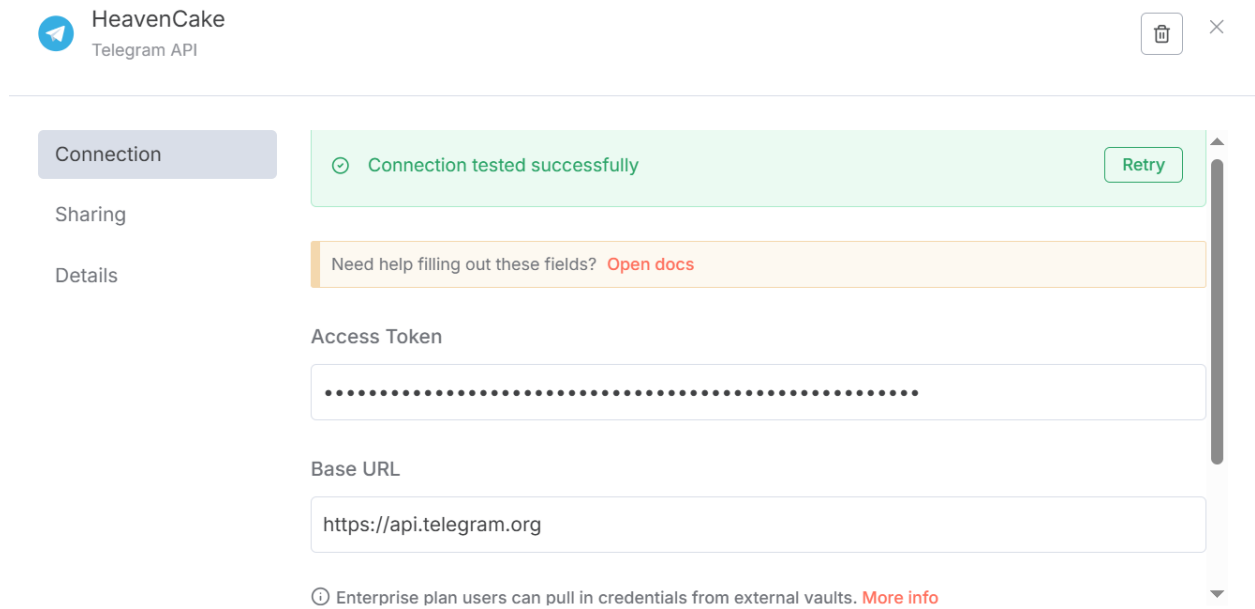 HeavenCake
Telegram API
Connection
Sharing
Details
Connection tested successfully
Retry
Need help filling out these fields? Open docs
Access Token
••••••••••••••••••••••••••••••••••••••••••••••••••••••
Base URL
https://api.telegram.org
Enterprise plan users can pull in credentials from external vaults. More info